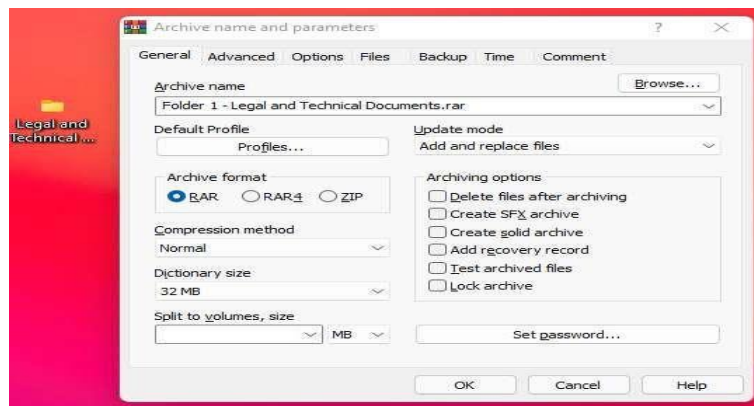 Archive name and parameters
?
General Advanced Options Files Backup Time Comment
Archive name
Browse...
Folder 1 - Legal and Technical Documents.rar
Default Profile
Profiles...
Update mode
Add and replace files
Archive format
RAR RAR4 ZIP
Compression method
Normal
Dictionary size
32 MB
Split to volumes, size
MB
Archiving options
Delete files after archiving
Create SFX archive
Create solid archive
Add recovery record
Test archived files
Lock archive
Set password...
OK Cancel Help
Legal and
Technical ...